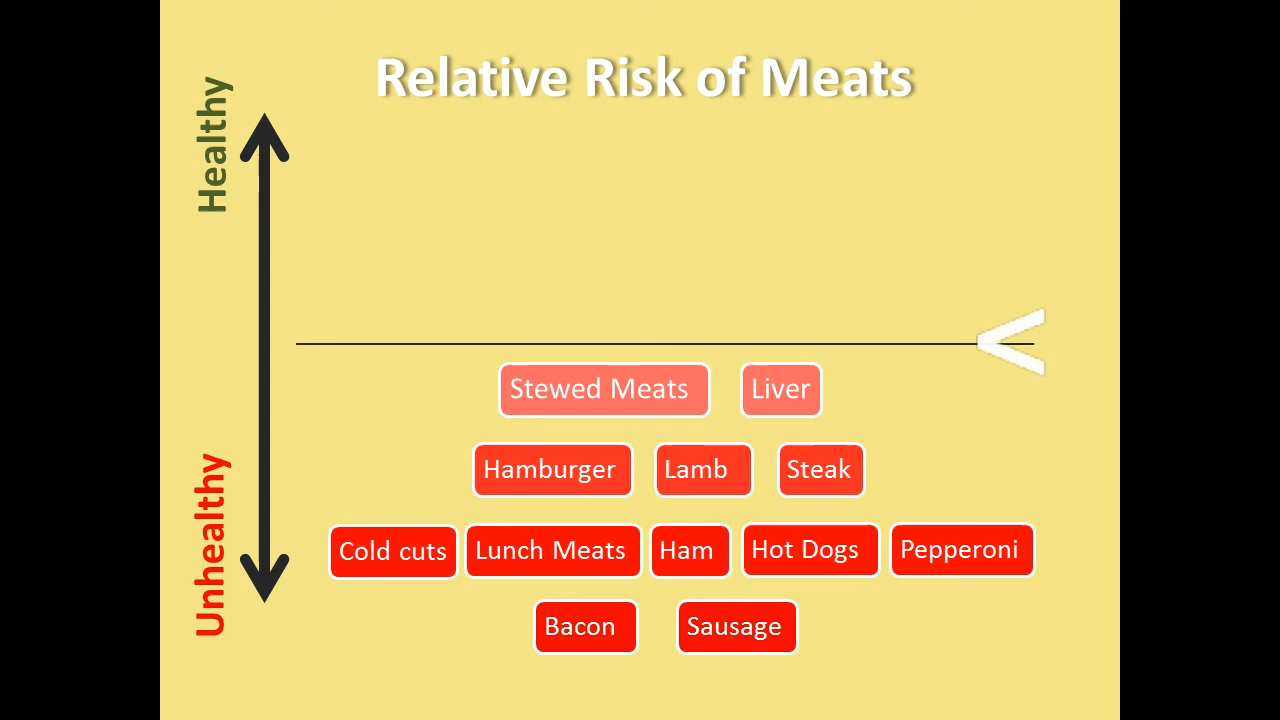 Relative Risk of Meats
Healthy
<
Stewed Meats Liver
Hamburger Lamb Steak
Unhealthy
Cold cuts Lunch Meats Ham Hot Dogs Pepperoni
Bacon Sausage